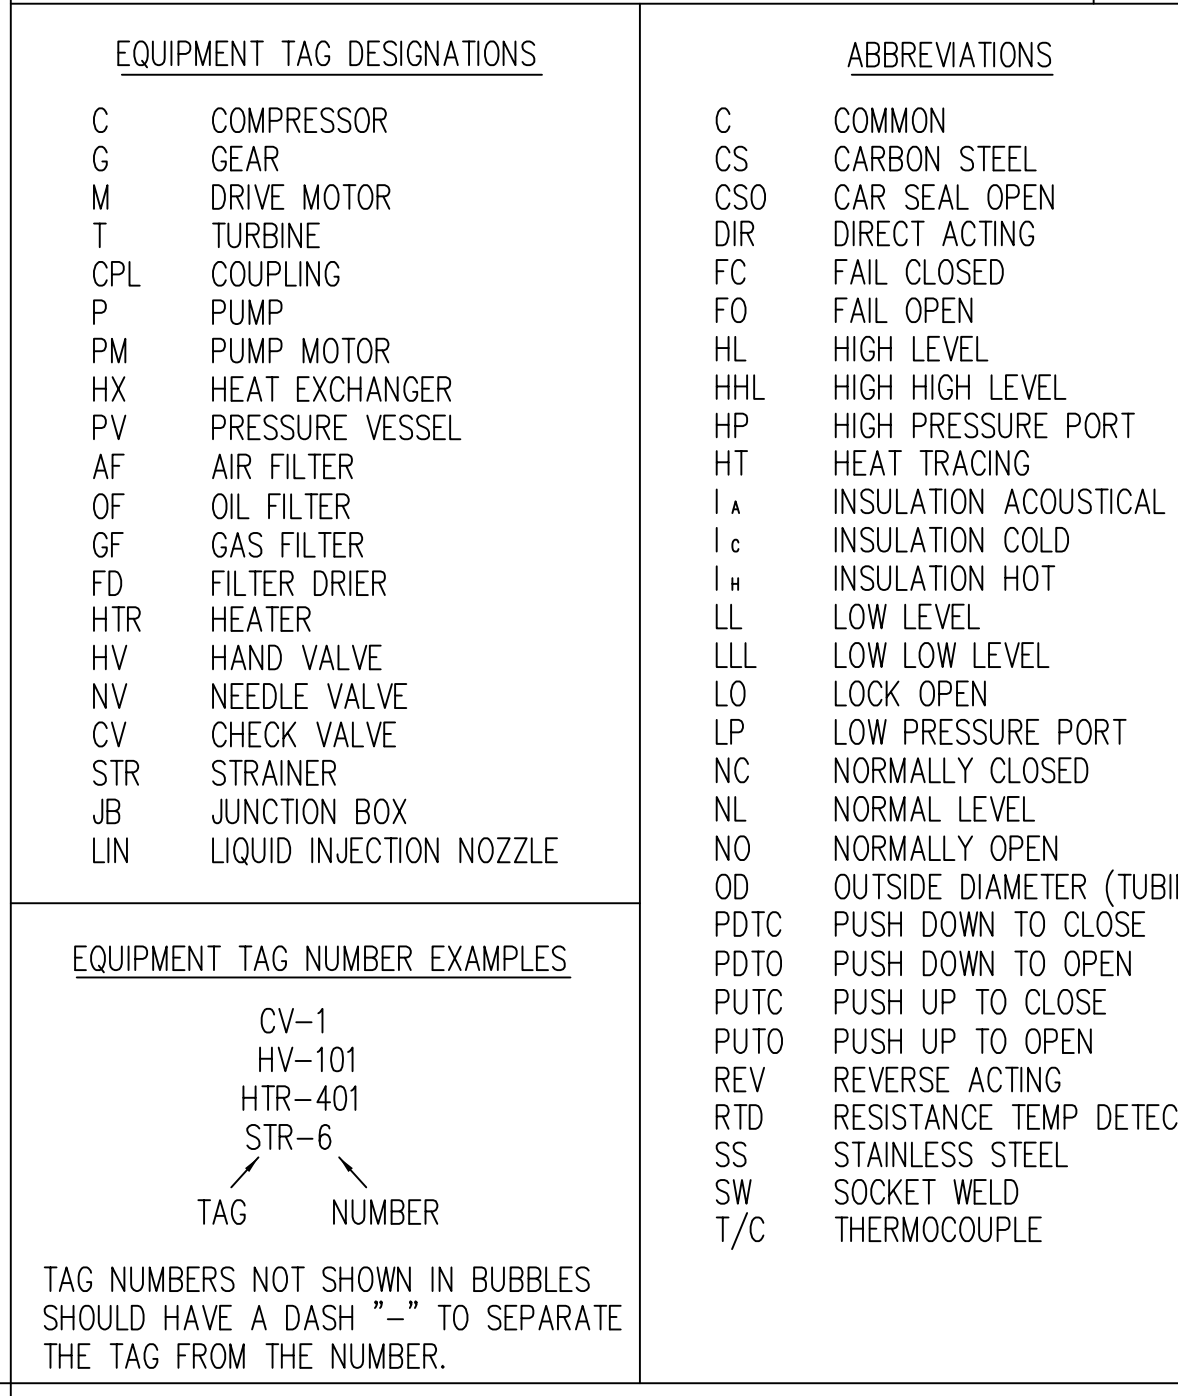 EQUIPMENT TAG DESIGNATIONS
C COMPRESSOR
G GEAR
M DRIVE MOTOR
T TURBINE
CPL COUPLING
P PUMP
PM PUMP MOTOR
HX HEAT EXCHANGER
PV PRESSURE VESSEL
AF AIR FILTER
OF OIL FILTER
GF GAS FILTER
FD FILTER DRIER
HTR HEATER
HV HAND VALVE
NV NEEDLE VALVE
CV CHECK VALVE
STR STRAINER
JB JUNCTION BOX
LIN LIQUID INJECTION NOZZLE
EQUIPMENT TAG NUMBER EXAMPLES
CV-1
HV-101
HTR-401
STR-6
TAG NUMBER
TAG NUMBERS NOT SHOWN IN BUBBLES
SHOULD HAVE A DASH "-" TO SEPARATE
THE TAG FROM THE NUMBER.
ABBREVIATIONS
C COMMON
CS CARBON STEEL
CSO CAR SEAL OPEN
DIR DIRECT ACTING
FC FAIL CLOSED
FO FAIL OPEN
HL HIGH LEVEL
HHL HIGH HIGH LEVEL
HP HIGH PRESSURE PORT
HT HEAT TRACING
I A INSULATION ACOUSTICAL
I C INSULATION COLD
I H INSULATION HOT
LL LOW LEVEL
LLL LOW LOW LEVEL
LO LOCK OPEN
LP LOW PRESSURE PORT
NC NORMALLY CLOSED
NL NORMAL LEVEL
NO NORMALLY OPEN
OD OUTSIDE DIAMETER
PDTC PUSH DOWN TO CLOSE
PDTO PUSH DOWN TO OPEN
PUTC PUSH UP TO CLOSE
PUTO PUSH UP TO OPEN
REV REVERSE ACTING
RTD RESISTANCE TEMP DETEC
SS STAINLESS STEEL
SW SOCKET WELD
T/C THERMOCOUPLE